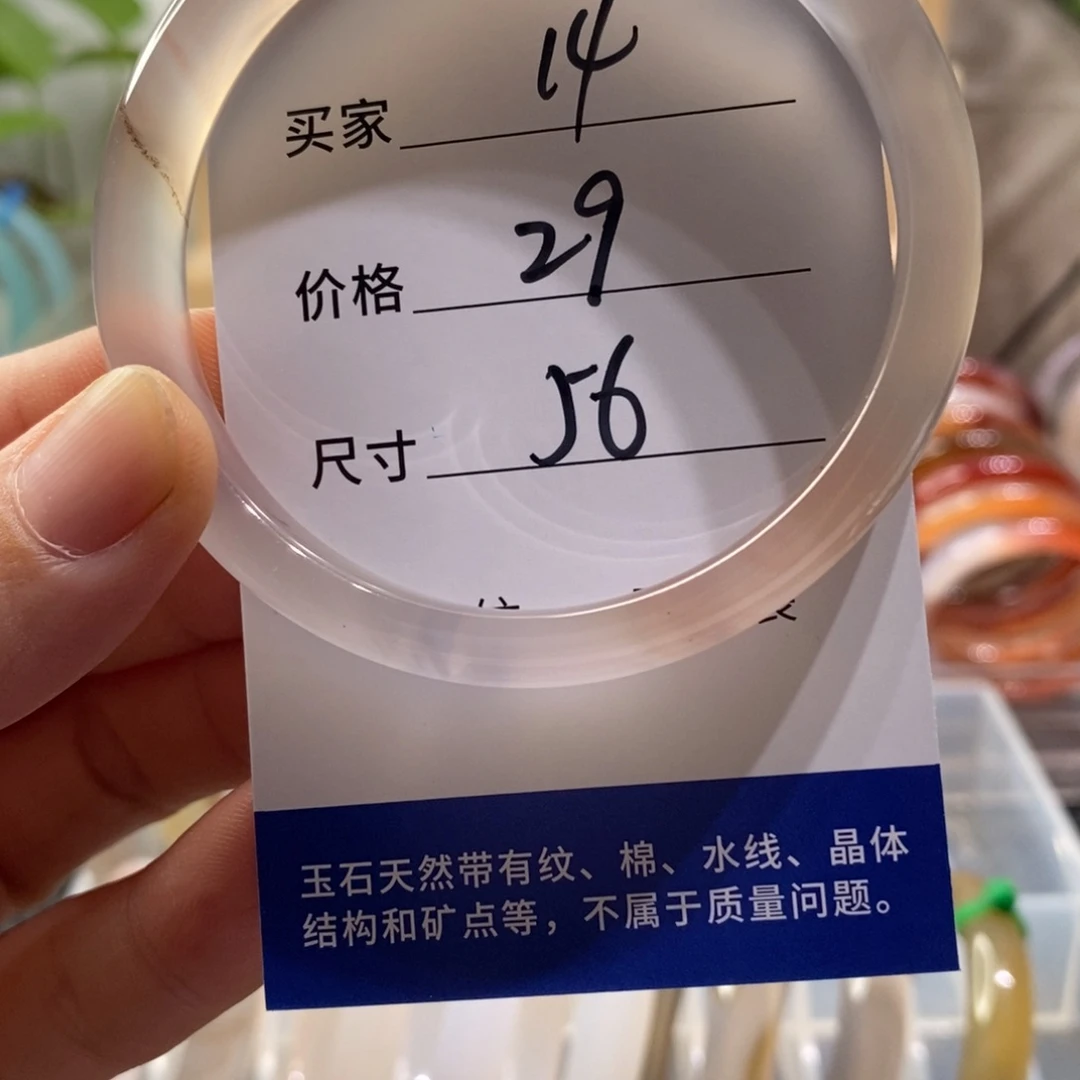 买家 14
价格 29
尺寸 56
玉石天然带有纹、棉、水线、晶体
结构和矿点等，不属于质量问题。